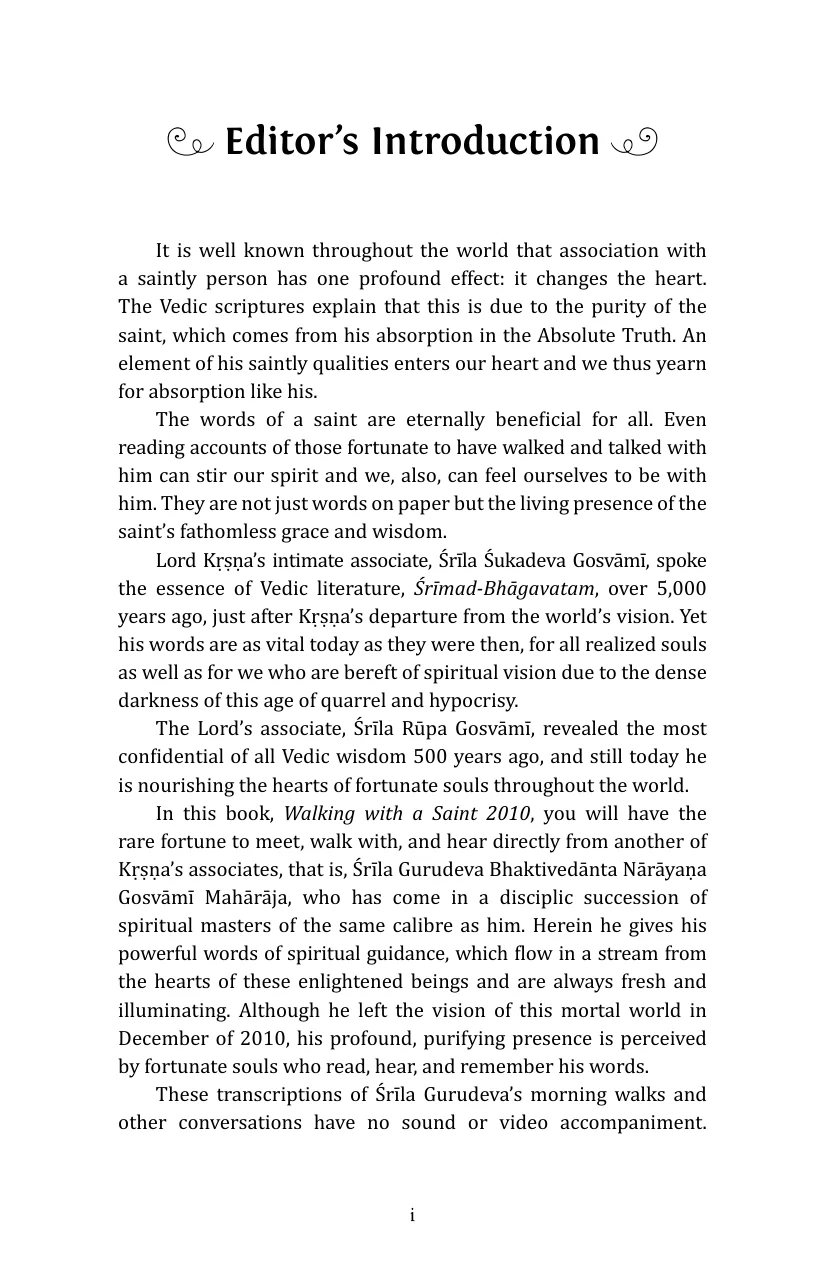 Editor’s Introduction
It is well known throughout the world that association with
a saintly person has one profound effect: it changes the heart.
The Vedic scriptures explain that this is due to the purity of the
saint, which comes from his absorption in the Absolute Truth. An
element of his saintly qualities enters our heart and we thus yearn
for absorption like his.
The words of a saint are eternally beneficial for all. Even
reading accounts of those fortunate to have walked and talked with
him can stir our spirit and we, also, can feel ourselves to be with
him. They are not just words on paper but the living presence of the
saint’s fathomless grace and wisdom.
Lord Kṛṣṇa’s intimate associate, Śrīla Śukadeva Gosvāmī, spoke
the essence of Vedic literature, Śrīmad-Bhāgavatam, over 5,000
years ago, just after Kṛṣṇa’s departure from the world’s vision. Yet
his words are as vital today as they were then, for all realized souls
as well as for we who are bereft of spiritual vision due to the dense
darkness of this age of quarrel and hypocrisy.
The Lord’s associate, Śrīla Rūpa Gosvāmī, revealed the most
confidential of all Vedic wisdom 500 years ago, and still today he
is nourishing the hearts of fortunate souls throughout the world.
In this book, Walking with a Saint 2010, you will have the
rare fortune to meet, walk with, and hear directly from another of
Kṛṣṇa’s associates, that is, Śrīla Gurudeva Bhaktivedānta Nārāyaṇa
Gosvāmī Mahārāja, who has come in a disciplic succession of
spiritual masters of the same calibre as him. Herein he gives his
powerful words of spiritual guidance, which flow in a stream from
the hearts of these enlightened beings and are always fresh and
illuminating. Although he left the vision of this mortal world in
December of 2010, his profound, purifying presence is perceived
by fortunate souls who read, hear, and remember his words.
These transcriptions of Śrīla Gurudeva’s morning walks and
other conversations have no sound or video accompaniment.
i